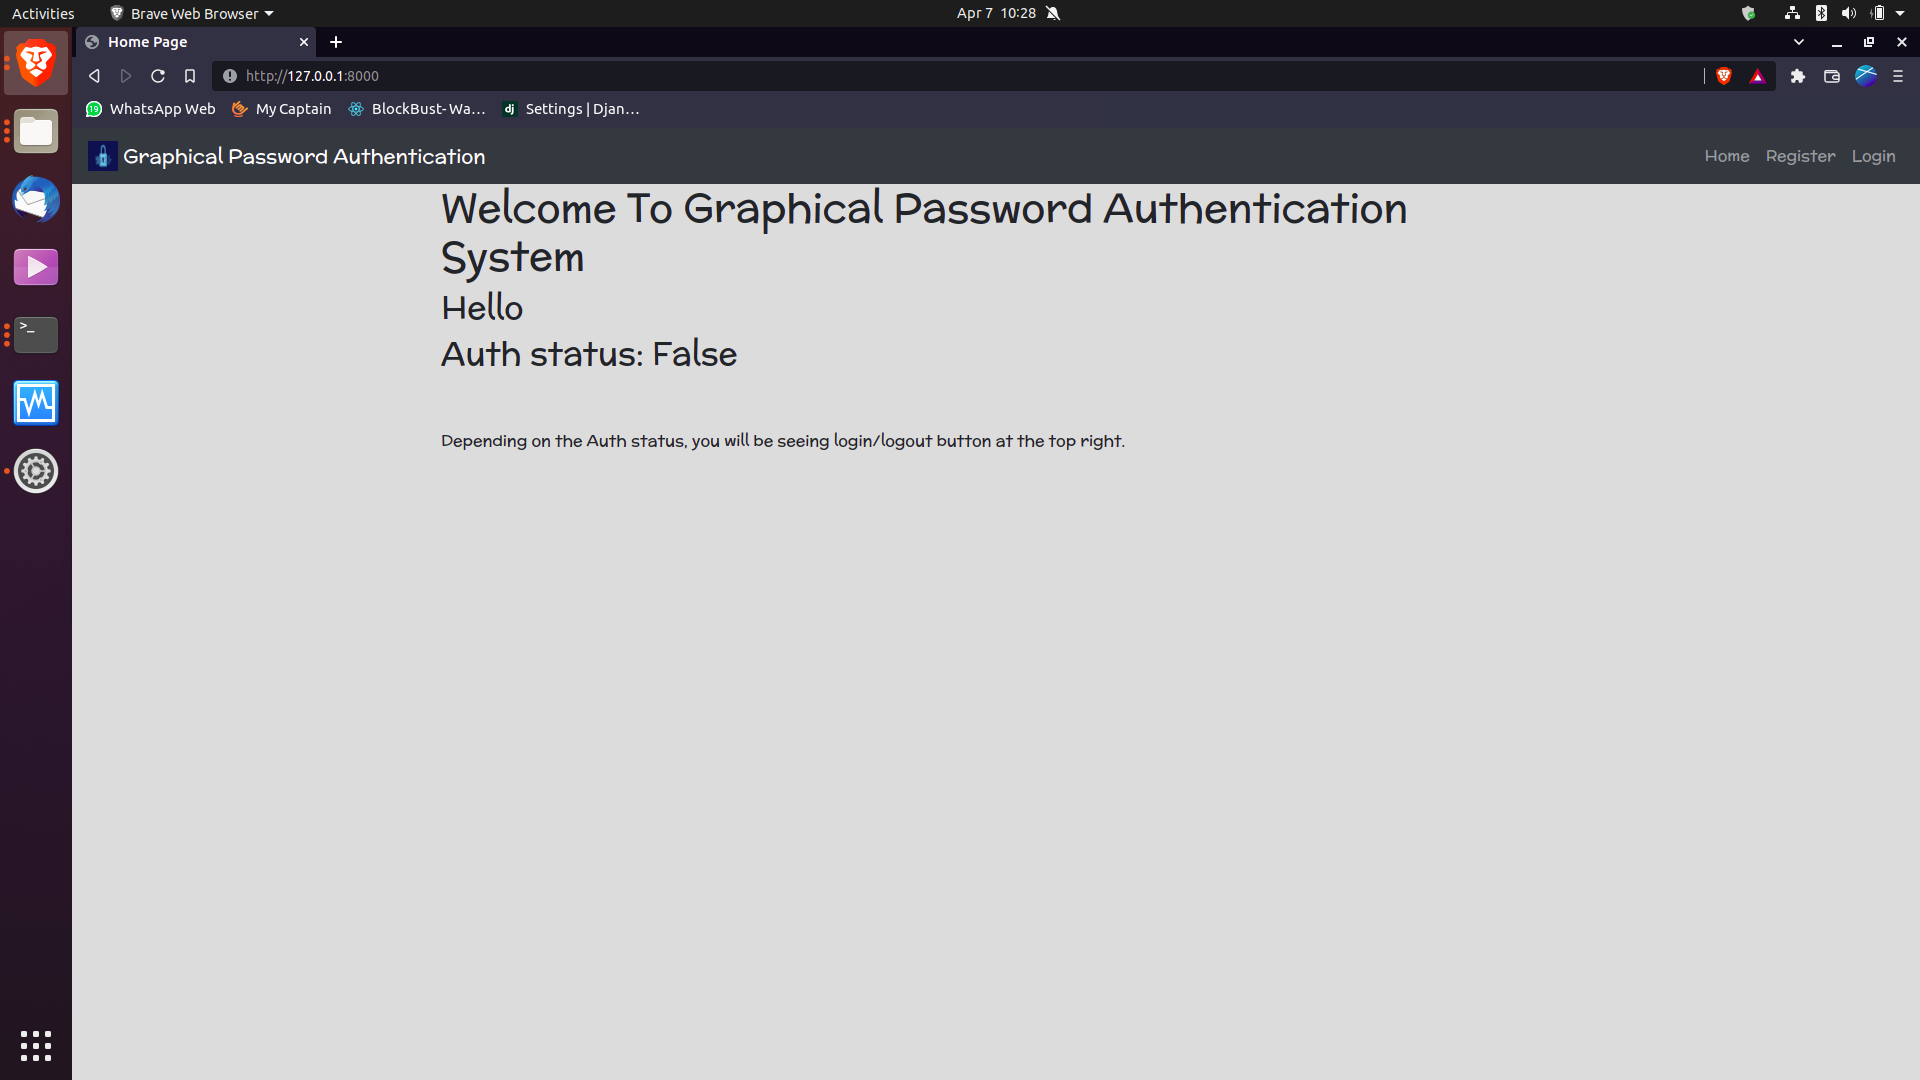 Activities
Brave Web Browser
Apr 7 10:28
Home Page
http://127.0.0.1:8000
19
WhatsApp Web
My Captain
BlockBust- Wa...
dj
Settings | Djan...
Graphical Password Authentication
Home
Register
Login
Welcome To Graphical Password Authentication
System
Hello
Auth status: False
Depending on the Auth status, you will be seeing login/logout button at the top right.
>_